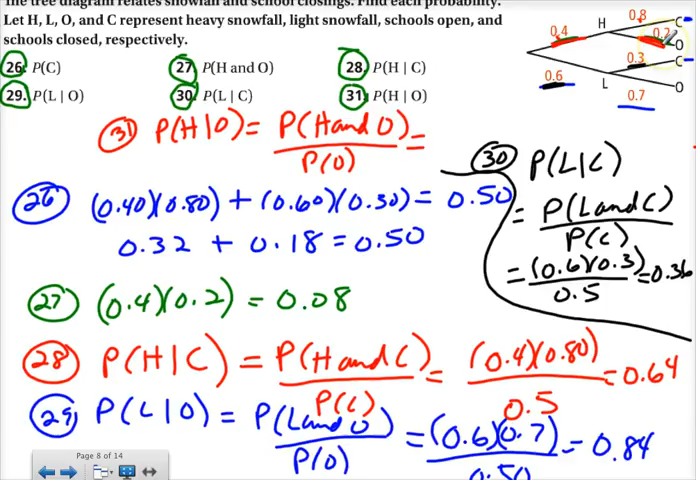 The tree diagram relates snowfall and school closings. Find each probability.
Let H, L, O, and C represent heavy snowfall, light snowfall, schools open, and
schools closed, respectively.
26. P(C) 27. P(H and O) 28. P(H | C)
29. P(L | O) 30. P(L | C) 31. P(H | O)
0.4 H 0.8 C
0.2 O
0.3 C
0.6 L O
0.7
31 P(H|O) = P(H and O) / P(O) =
26 (0.40)(0.80) + (0.60)(0.30) = 0.50
0.32 + 0.18 = 0.50
30 P(L|C)
= P(L and C) / P(C)
= (0.6)(0.3) / 0.5 = 0.36
27 (0.4)(0.2) = 0.08
28 P(H|C) = P(H and C) / P(C) = (0.4)(0.80) / 0.5 = 0.64
29 P(L|O) = P(L and O) / P(O) = (0.6)(0.7) / 0.50 = 0.84
Page 8 of 14